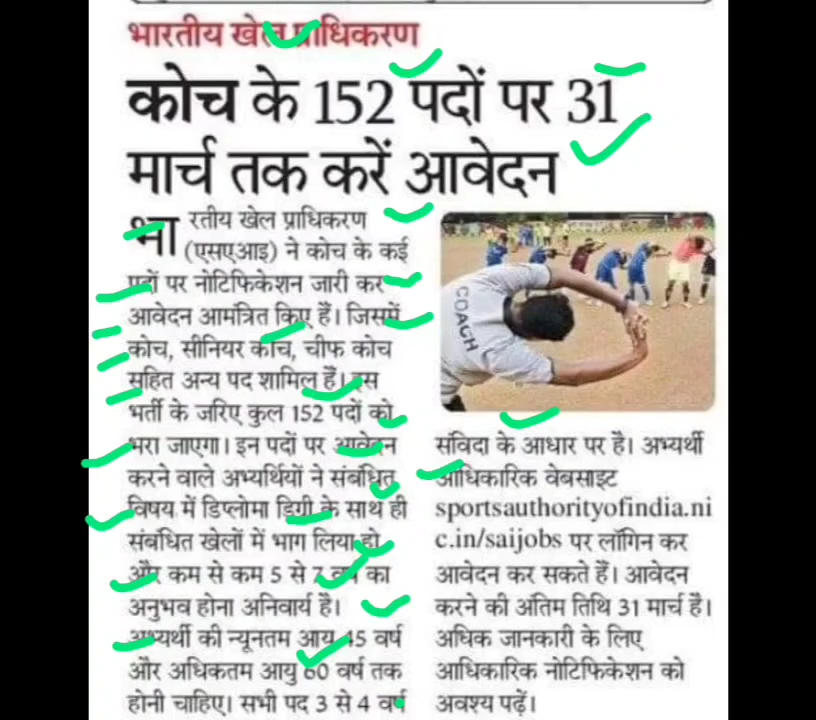 भारतीय खेल प्राधिकरण
कोच के 152 पदों पर 31
मार्च तक करें आवेदन
भारतीय खेल प्राधिकरण
(एसएआइ) ने कोच के कई
पदों पर नोटिफिकेशन जारी कर
आवेदन आमंत्रित किए हैं। जिसमें
कोच, सीनियर कोच, चीफ कोच
सहित अन्य पद शामिल हैं। इस
भर्ती के जरिए कुल 152 पदों को
भरा जाएगा। इन पदों पर आवेदन
करने वाले अभ्यर्थियों ने संबंधित
विषय में डिप्लोमा डिग्री के साथ ही
संबंधित खेलों में भाग लिया हो
और कम से कम 5 से 7 वर्ष का
अनुभव होना अनिवार्य है।
अभ्यर्थी की न्यूनतम आयु 45 वर्ष
और अधिकतम आयु 60 वर्ष तक
होनी चाहिए। सभी पद 3 से 4 वर्ष
COACH
संविदा के आधार पर है। अभ्यर्थी
आधिकारिक वेबसाइट
sportsauthorityofindia.ni
c.in/saijobs पर लॉगिन कर
आवेदन कर सकते हैं। आवेदन
करने की अंतिम तिथि 31 मार्च है।
अधिक जानकारी के लिए
आधिकारिक नोटिफिकेशन को
अवश्य पढ़ें।